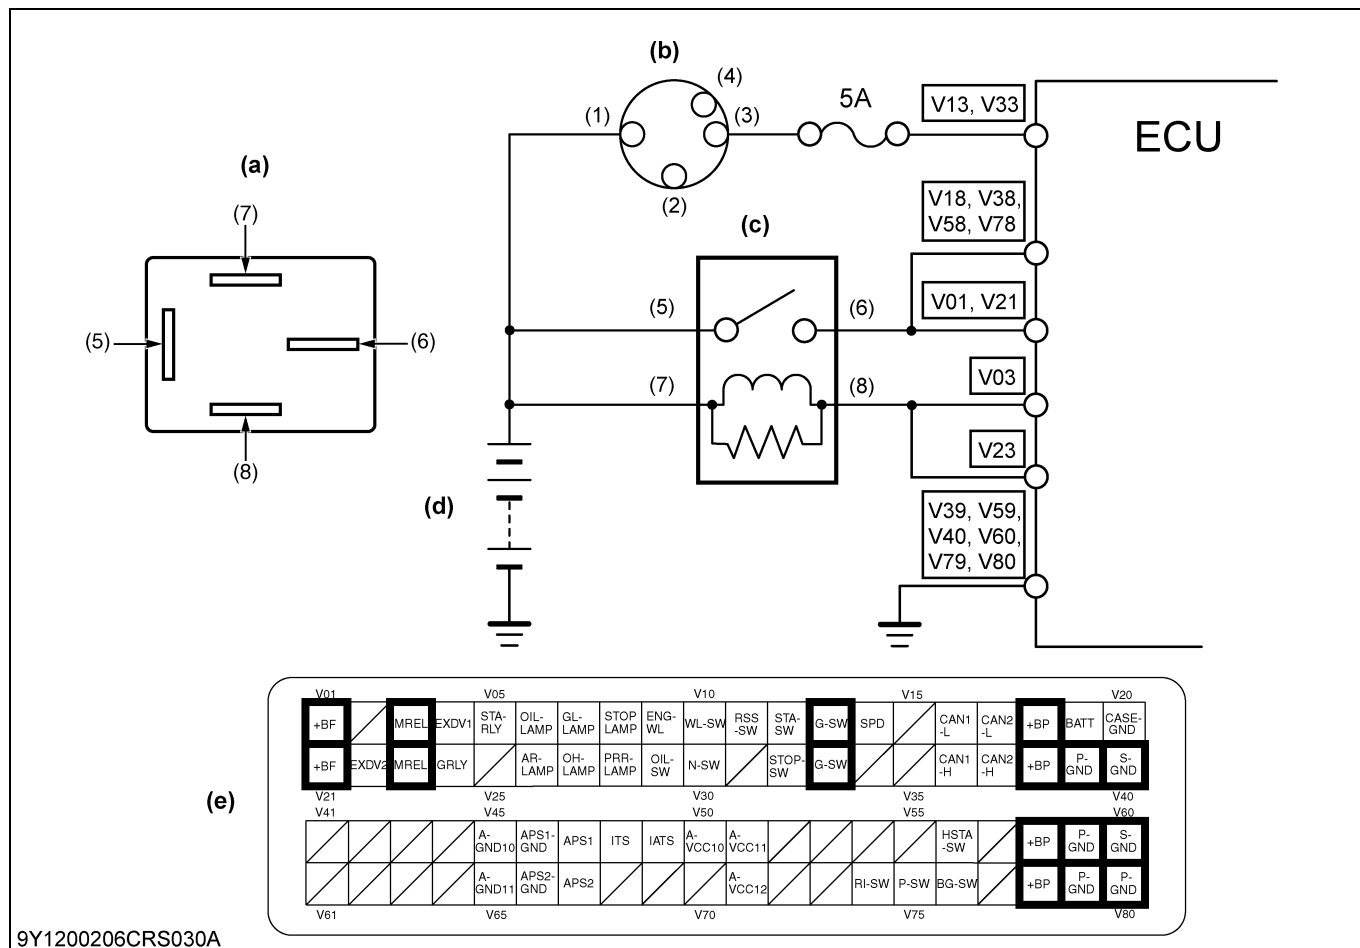 (b)
(4)
(1)
(3)
5A
V13, V33
ECU
(a)
(2)
V18, V38,
V58, V78
(7)
(c)
(5)
(6)
V01, V21
(5)
(6)
V03
(7)
(8)
(8)
V23
(d)
V39, V59,
V40, V60,
V79, V80
(e)
V01 V05 V10 V15 V20
+BF MREL EXDV1 STA-RLY OIL-LAMP GL-LAMP STOP LAMP ENG-WL WL-SW RSS-SW STA-SW G-SW SPD CAN1-L CAN2-L +BP BATT CASE-GND
+BF EXDV2 MREL GRLY AR-LAMP OH-LAMP PRR-LAMP OIL-SW N-SW STOP-SW G-SW CAN1-H CAN2-H +BP P-GND S-GND
V21 V25 V30 V35 V40
V41 V45 V50 V55 V60
A-GND10 APS1-GND APS1 ITS IATS A-VCC10 A-VCC11 HSTA-SW +BP P-GND S-GND
A-GND11 APS2-GND APS2 A-VCC12 RI-SW P-SW BG-SW +BP P-GND P-GND
V61 V65 V70 V75 V80
9Y1200206CRS030A